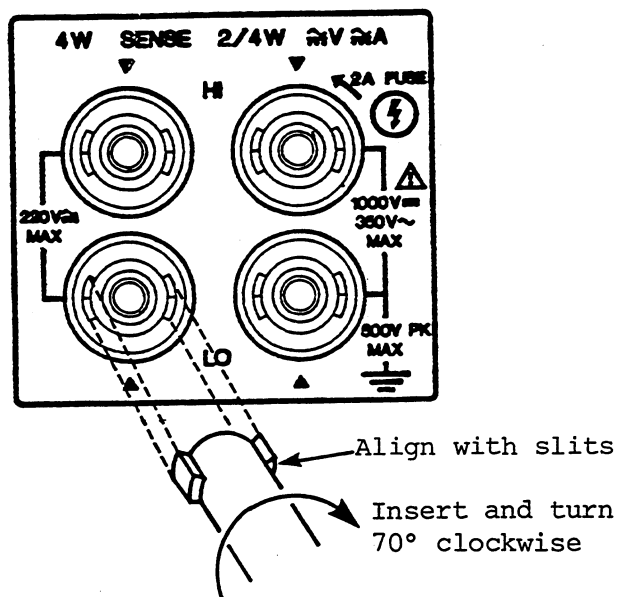 4W SENSE 2/4W V A
HI
2A FUSE
220V
MAX
1000V
350V~
MAX
500V PK
MAX
LO
Align with slits
Insert and turn
70° clockwise